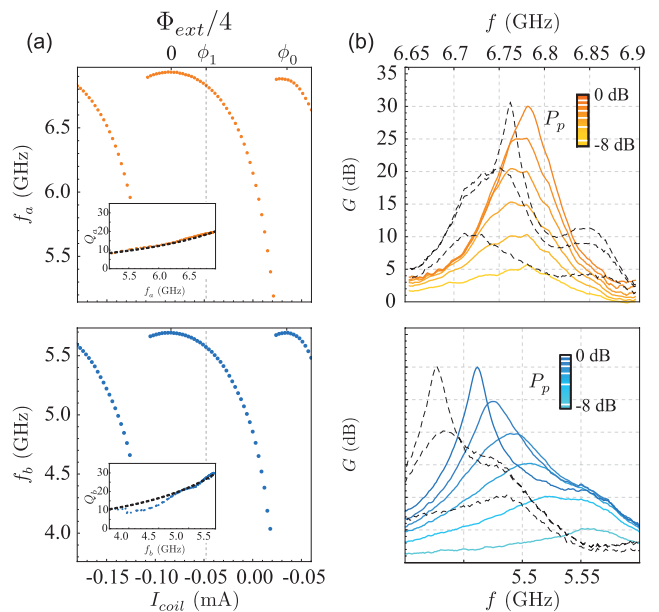 Φext/4
(a)
0
ϕ1
ϕ0
fa (GHz)
6.5
6.0
5.5
Qa
30
20
10
0
5.5
6.0
6.5
fa (GHz)
fb (GHz)
5.5
5.0
4.5
4.0
Qb
30
20
10
0
4.0
4.5
5.0
5.5
fb (GHz)
-0.15
-0.10
-0.05
0.00
-0.05
Icoil (mA)
(b)
f (GHz)
6.65
6.7
6.78
6.8
6.85
6.9
G (dB)
35
30
25
20
15
10
5
0
Pp
0 dB
-8 dB
G (dB)
Pp
0 dB
-8 dB
5.5
5.55
f (GHz)